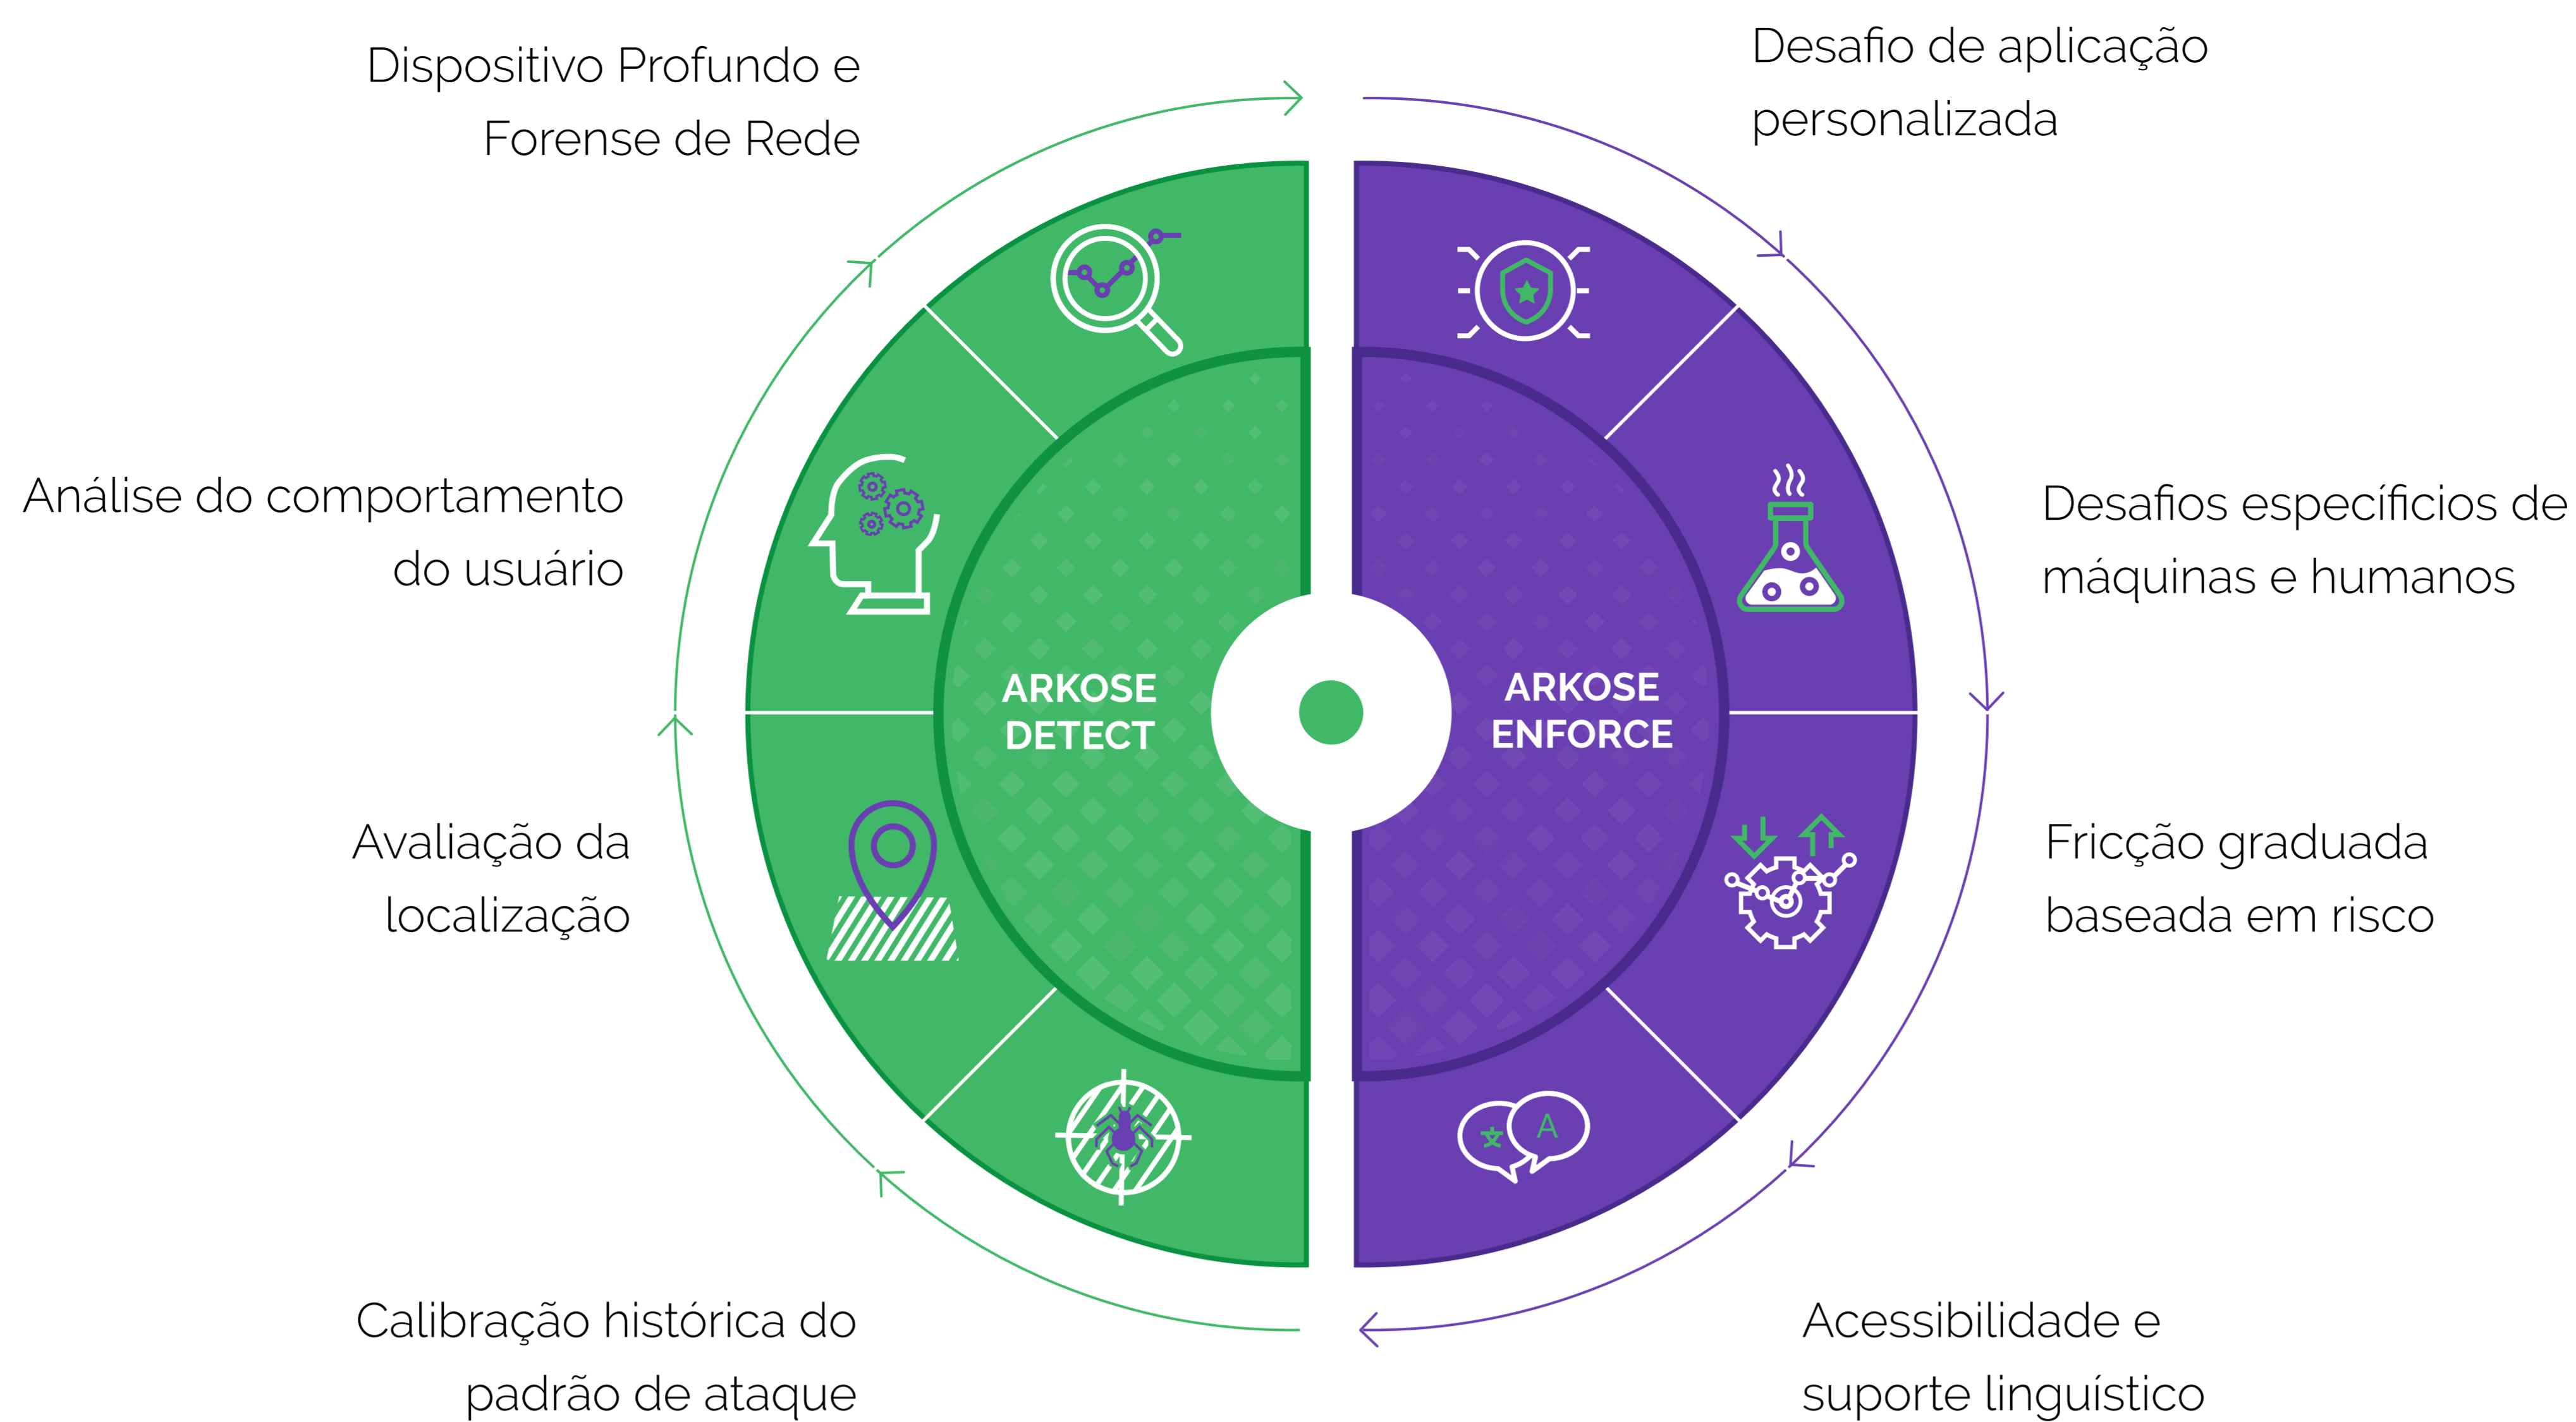 Dispositivo Profundo e
Forense de Rede
Desafio de aplicação
personalizada
Análise do comportamento
do usuário
Desafios específicios de
máquinas e humanos
ARKOSE
DETECT
ARKOSE
ENFORCE
Avaliação da
localização
Fricção graduada
baseada em risco
文
A
Calibração histórica do
padrão de ataque
Acessibilidade e
suporte linguístico